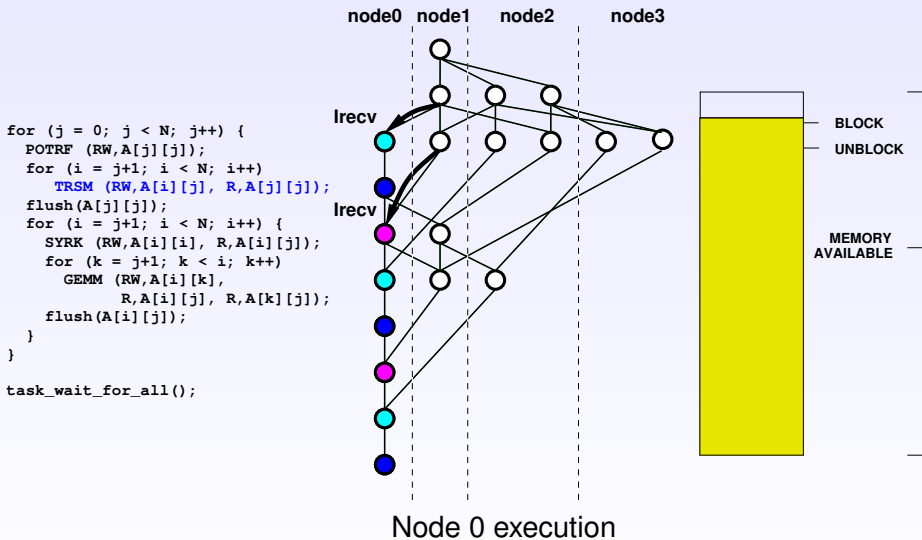 node0 node1 node2 node3
Irecv
Irecv
for (j = 0; j < N; j++) {
POTRF (RW,A[j][j]);
for (i = j+1; i < N; i++)
TRSM (RW,A[i][j], R,A[j][j]);
flush(A[j][j]);
for (i = j+1; i < N; i++) {
SYRK (RW,A[i][i], R,A[i][j]);
for (k = j+1; k < i; k++)
GEMM (RW,A[i][k],
R,A[i][j], R,A[k][j]);
flush(A[i][j]);
}
}
task_wait_for_all();
BLOCK
UNBLOCK
MEMORY
AVAILABLE
Node 0 execution